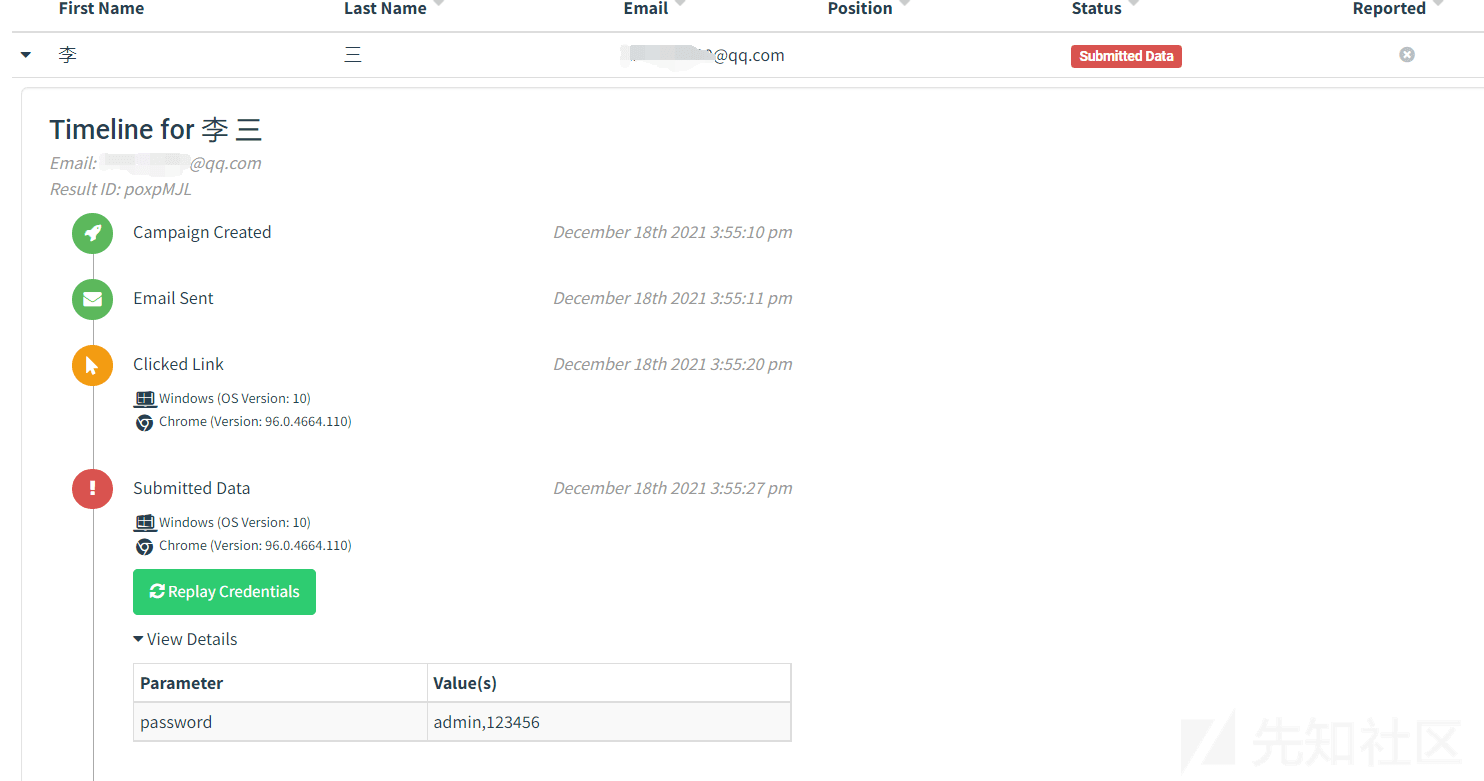 First Name Last Name Email Position Status Reported
李 三 @qq.com Submitted Data
Timeline for 李 三
Email: @qq.com
Result ID: poxpMJL
Campaign Created December 18th 2021 3:55:10 pm
Email Sent December 18th 2021 3:55:11 pm
Clicked Link December 18th 2021 3:55:20 pm
Windows (OS Version: 10)
Chrome (Version: 96.0.4664.110)
Submitted Data December 18th 2021 3:55:27 pm
Windows (OS Version: 10)
Chrome (Version: 96.0.4664.110)
Replay Credentials
View Details
Parameter Value(s)
password admin,123456
先知社区